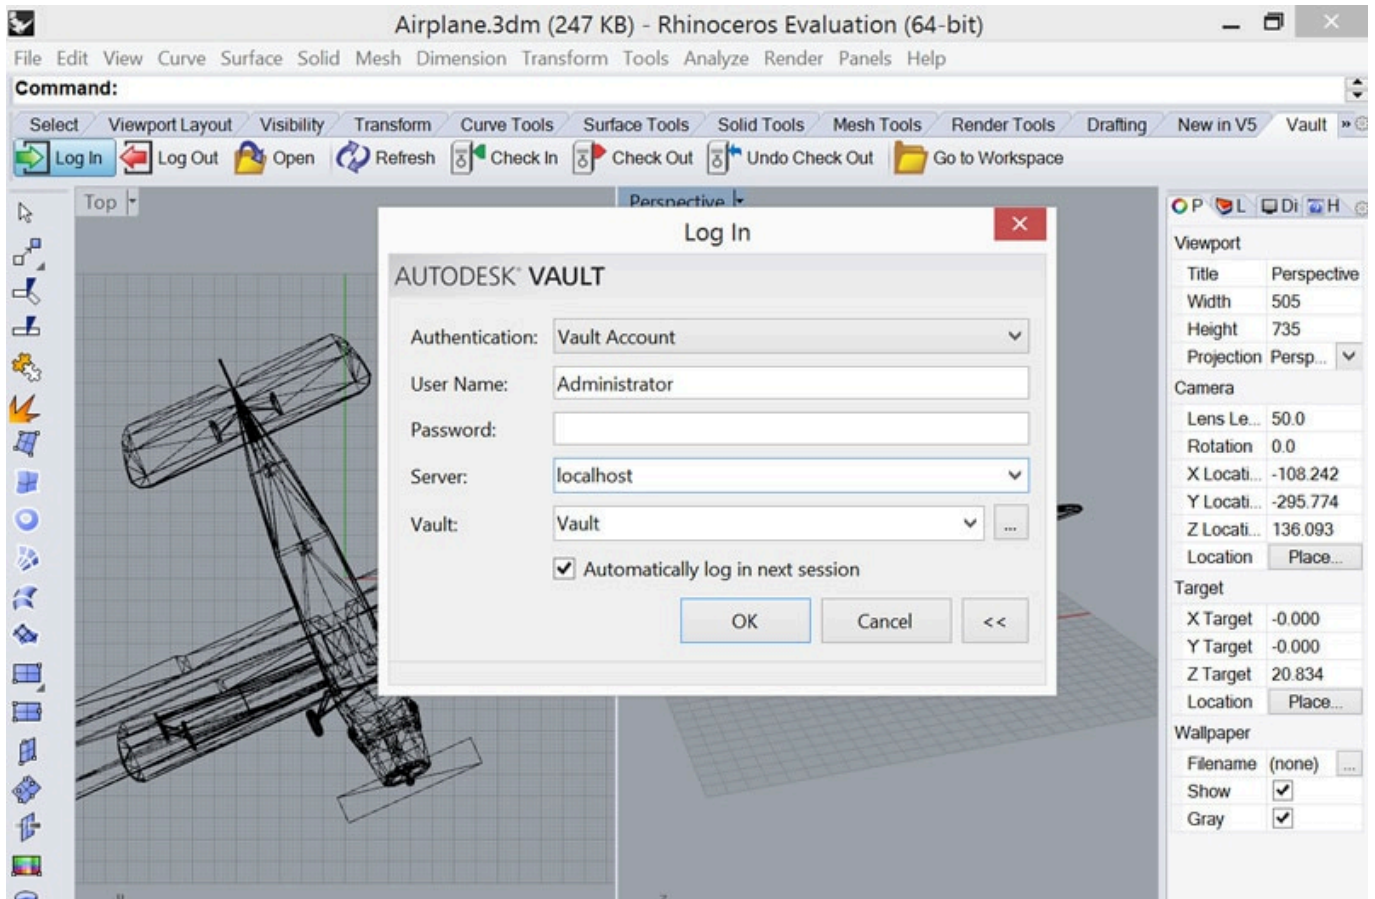 Airplane.3dm (247 KB) - Rhinoceros Evaluation (64-bit)
File Edit View Curve Surface Solid Mesh Dimension Transform Tools Analyze Render Panels Help
Command:
Select Viewport Layout Visibility Transform Curve Tools Surface Tools Solid Tools Mesh Tools Render Tools Drafting New in V5 Vault »
Log In Log Out Open Refresh Check In Check Out Undo Check Out Go to Workspace
Top
Perspective
Log In
AUTODESK® VAULT
Authentication: Vault Account
User Name: Administrator
Password:
Server: localhost
Vault: Vault ...
Automatically log in next session
OK Cancel <<
P L Di H
Viewport
Title Perspective
Width 505
Height 735
Projection Persp...
Camera
Lens Le... 50.0
Rotation 0.0
X Locati... -108.242
Y Locati... -295.774
Z Locati... 136.093
Location Place...
Target
X Target -0.000
Y Target -0.000
Z Target 20.834
Location Place...
Wallpaper
Filename (none) ...
Show
Gray